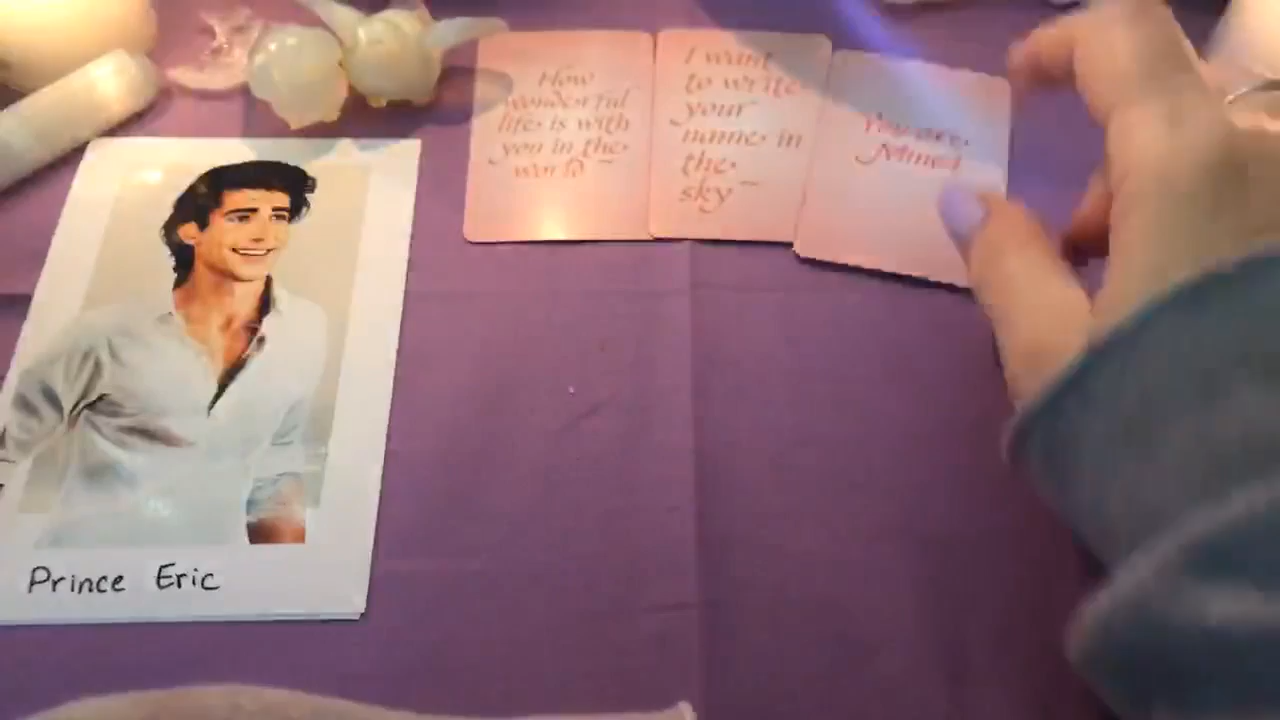 How
wonderful
life is with
you in the
world~
I want
to write
your
name in
the
sky~
You are
Mine!
Prince Eric